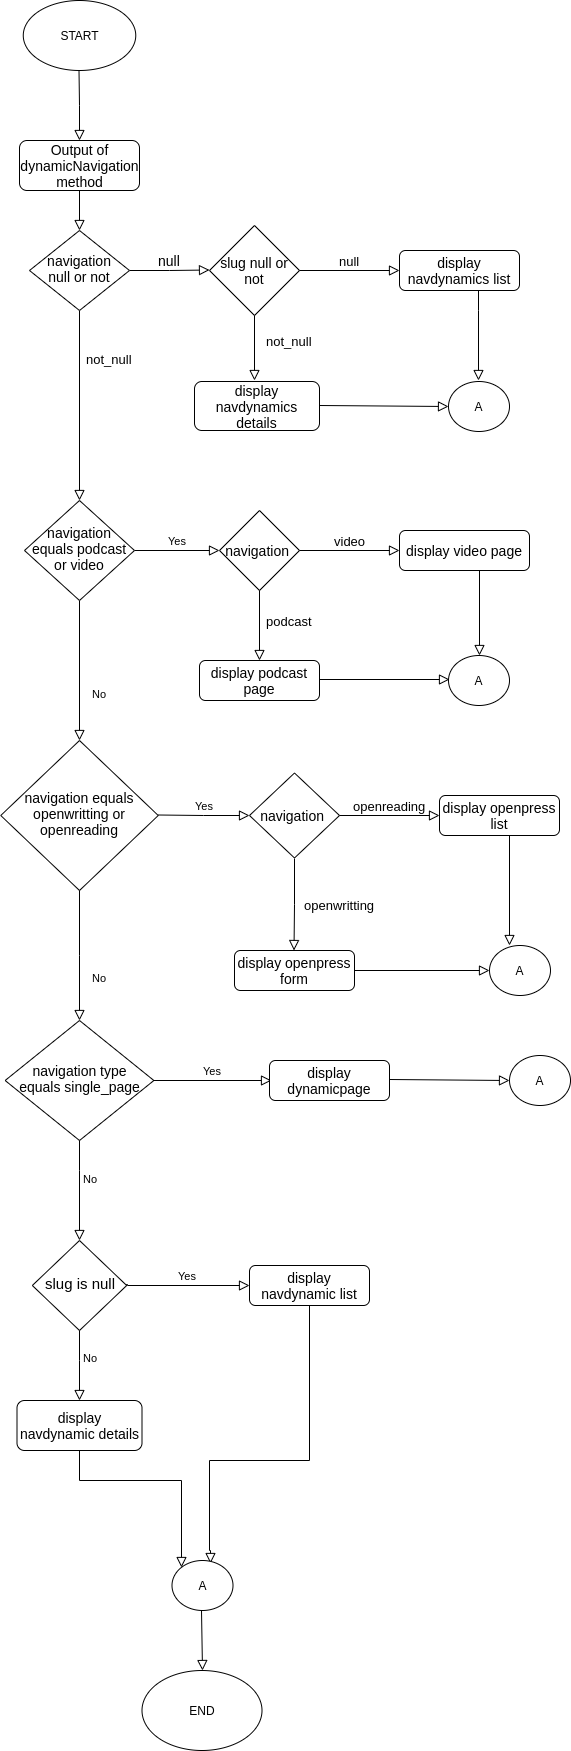 START
Output of
dynamicNavigation
method
navigation
null or not
null
slug null or
not
null
display
navdynamics list
not_null
not_null
display
navdynamics
details
A
navigation
equals podcast
or video
Yes
navigation
video
display video page
podcast
display podcast
page
A
No
navigation equals
openwritting or
openreading
Yes
navigation
openreading
display openpress
list
openwritting
display openpress
form
A
No
navigation type
equals single_page
Yes
display
dynamicpage
A
No
slug is null
Yes
display
navdynamic list
No
display
navdynamic details
A
END